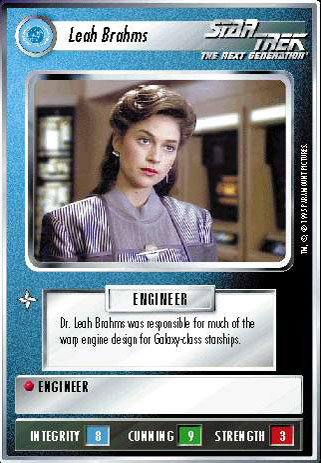 Leah Brahms
STAR TREK
THE NEXT GENERATION
TM, ®, © 1995 PARAMOUNT PICTURES.
ENGINEER
Dr. Leah Brahms was responsible for much of the
warp engine design for Galaxy-class starships.
ENGINEER
INTEGRITY 8 CUNNING 9 STRENGTH 3